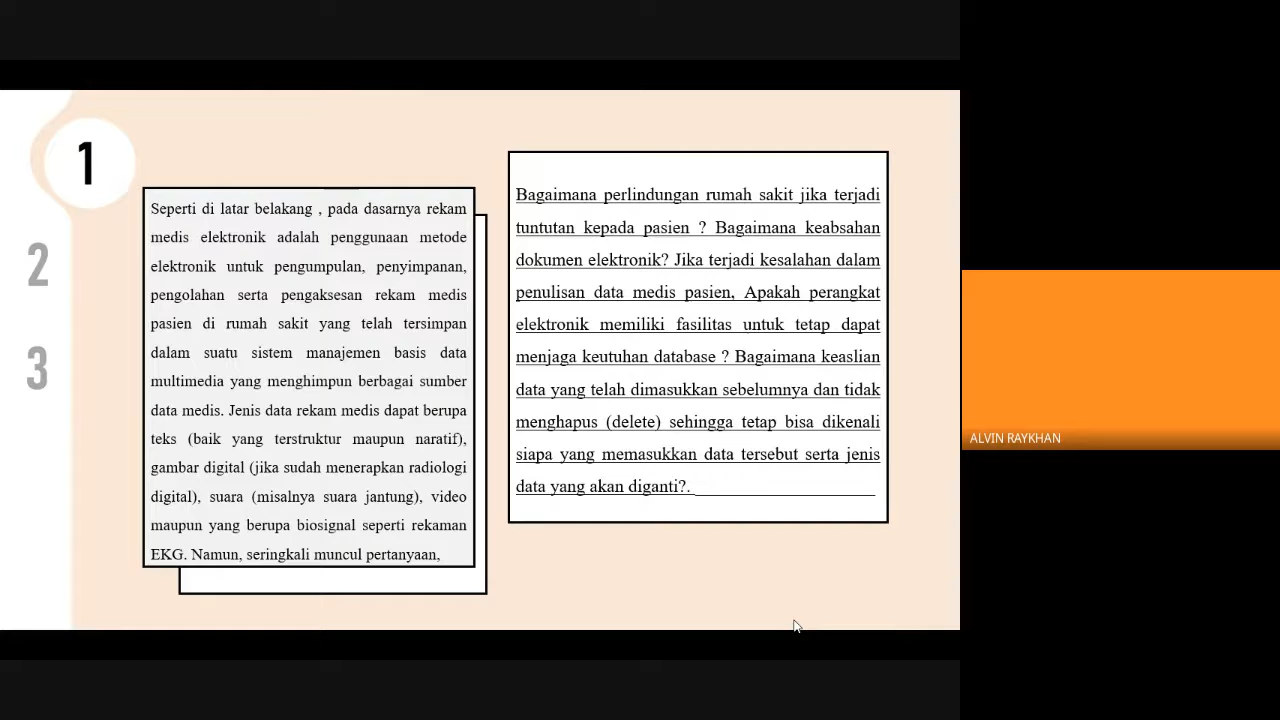 1
2
3
Seperti di latar belakang , pada dasarnya rekam
medis elektronik adalah penggunaan metode
elektronik untuk pengumpulan, penyimpanan,
pengolahan serta pengaksesan rekam medis
pasien di rumah sakit yang telah tersimpan
dalam suatu sistem manajemen basis data
multimedia yang menghimpun berbagai sumber
data medis. Jenis data rekam medis dapat berupa
teks (baik yang terstruktur maupun naratif),
gambar digital (jika sudah menerapkan radiologi
digital), suara (misalnya suara jantung), video
maupun yang berupa biosignal seperti rekaman
EKG. Namun, seringkali muncul pertanyaan,
Bagaimana perlindungan rumah sakit jika terjadi
tuntutan kepada pasien ? Bagaimana keabsahan
dokumen elektronik? Jika terjadi kesalahan dalam
penulisan data medis pasien, Apakah perangkat
elektronik memiliki fasilitas untuk tetap dapat
menjaga keutuhan database ? Bagaimana keaslian
data yang telah dimasukkan sebelumnya dan tidak
menghapus (delete) sehingga tetap bisa dikenali
siapa yang memasukkan data tersebut serta jenis
data yang akan diganti?.
ALVIN RAYKHAN